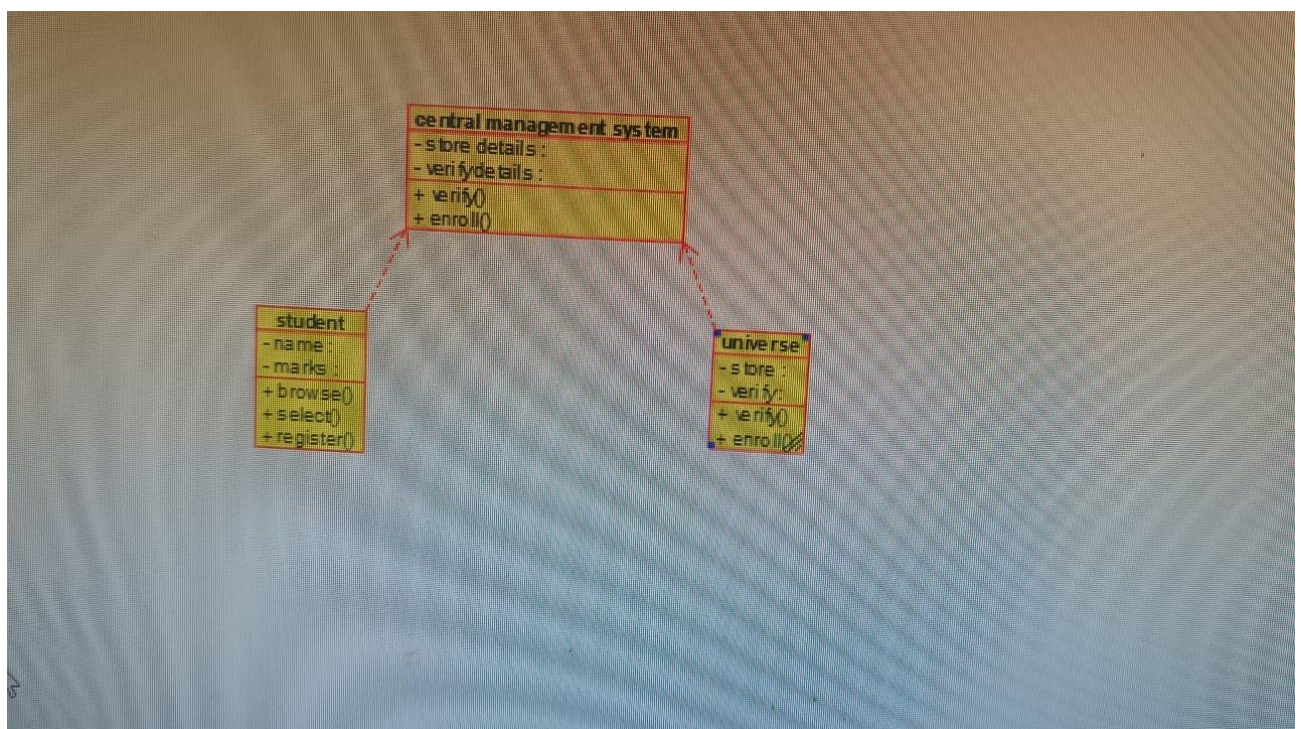 central management system
- store details :
- verifydetails :
+ verify()
+ enroll()
student
- name :
- marks :
+ browse()
+ select()
+ register()
universe
- store :
- verify:
+ verify()
+ enroll()